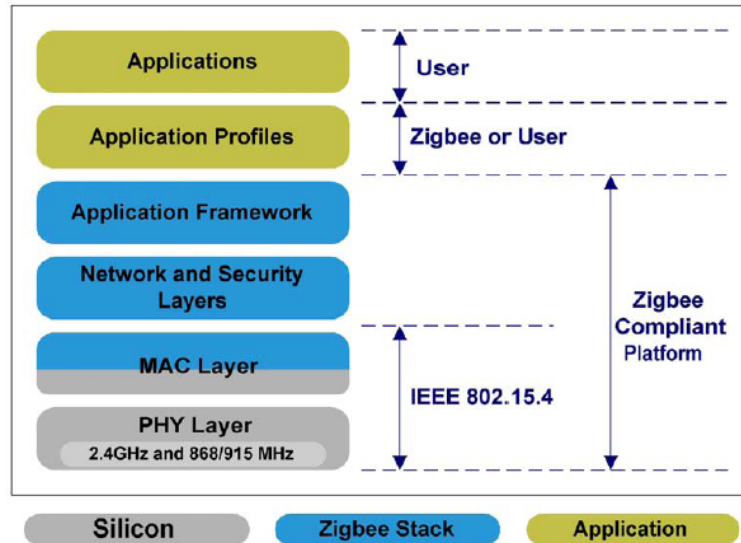 Applications
User
Application Profiles
Zigbee or User
Application Framework
Network and Security
Layers
Zigbee
Compliant
Platform
MAC Layer
IEEE 802.15.4
PHY Layer
2.4GHz and 868/915 MHz
Silicon
Zigbee Stack
Application